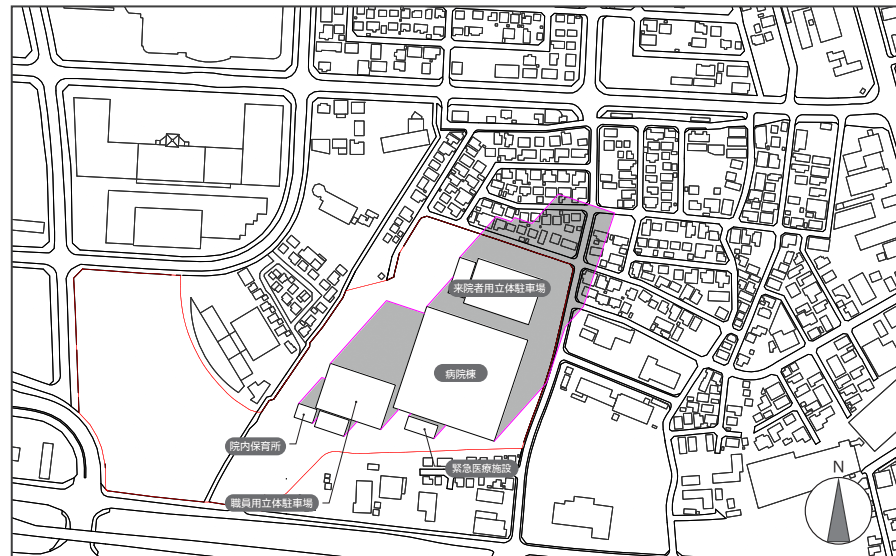 来院者用立体駐車場
病院棟
院内保育所
緊急医療施設
職員用立体駐車場
N